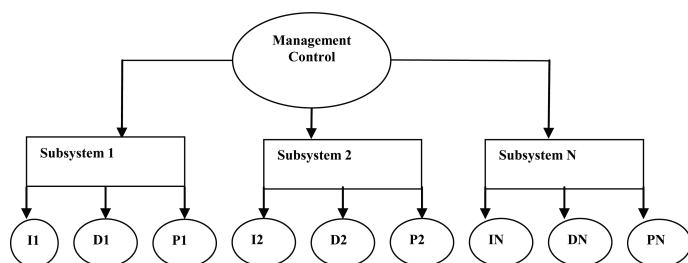 Management
Control
Subsystem 1
Subsystem 2
Subsystem N
I1
D1
P1
I2
D2
P2
IN
DN
PN